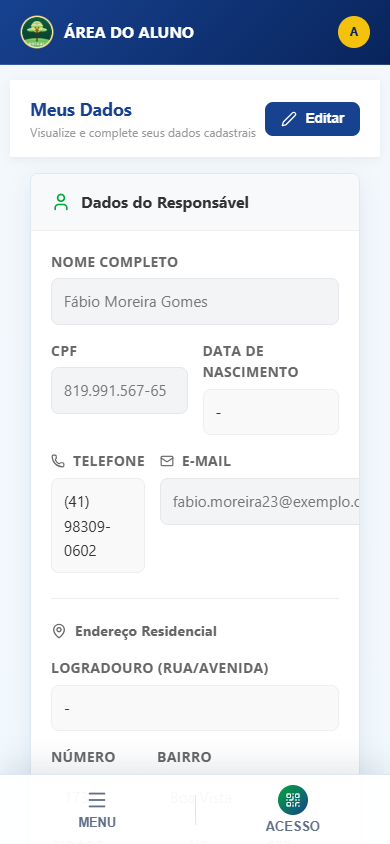 ÁREA DO ALUNO
A
Meus Dados
Visualize e complete seus dados cadastrais
Editar
Dados do Responsável
NOME COMPLETO
Fábio Moreira Gomes
CPF
819.991.567-65
DATA DE
NASCIMENTO
-
TELEFONE
(41)
98309-
0602
E-MAIL
fabio.moreira23@exemplo.c
Endereço Residencial
LOGRADOURO (RUA/AVENIDA)
-
NÚMERO
BAIRRO
Boa Vista
MENU
ACESSO